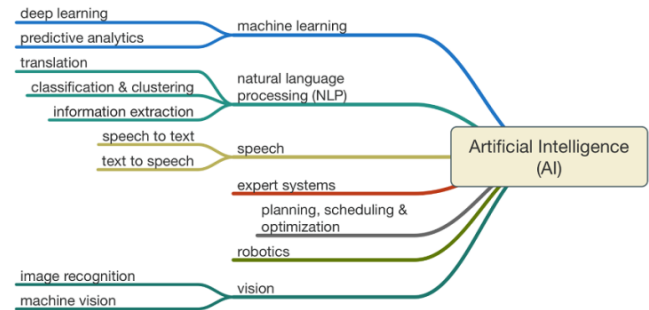 deep learning
predictive analytics
machine learning
translation
classification & clustering
information extraction
natural language
processing (NLP)
speech to text
text to speech
speech
expert systems
planning, scheduling &
optimization
robotics
image recognition
machine vision
vision
Artificial Intelligence
(AI)